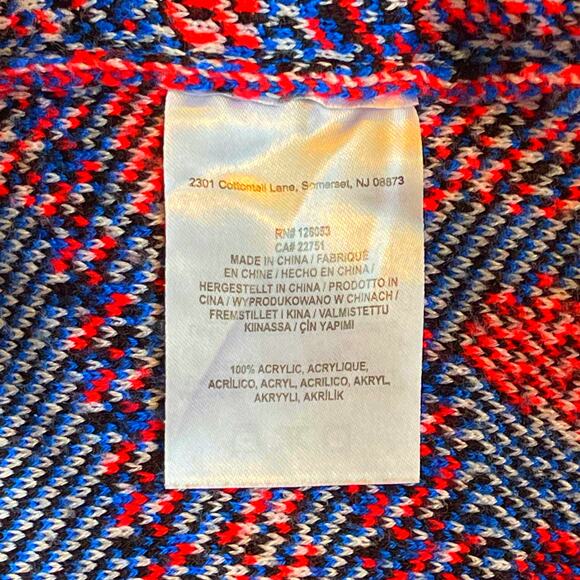 2301 Cottontail Lane, Somerset, NJ 08873
RN# 126053
CA# 22751
MADE IN CHINA / FABRIQUÉ
EN CHINE / HECHO EN CHINA /
HERGESTELLT IN CHINA / PRODOTTO IN
CINA / WYPRODUKOWANO W CHINACH /
FREMSTILLET I KINA / VALMISTETTU
KIINASSA / ÇİN YAPIMI
100% ACRYLIC, ACRYLIQUE,
ACRÍLICO, ACRYL, ACRILICO, AKRYL,
AKRYYLI, AKRİLİK